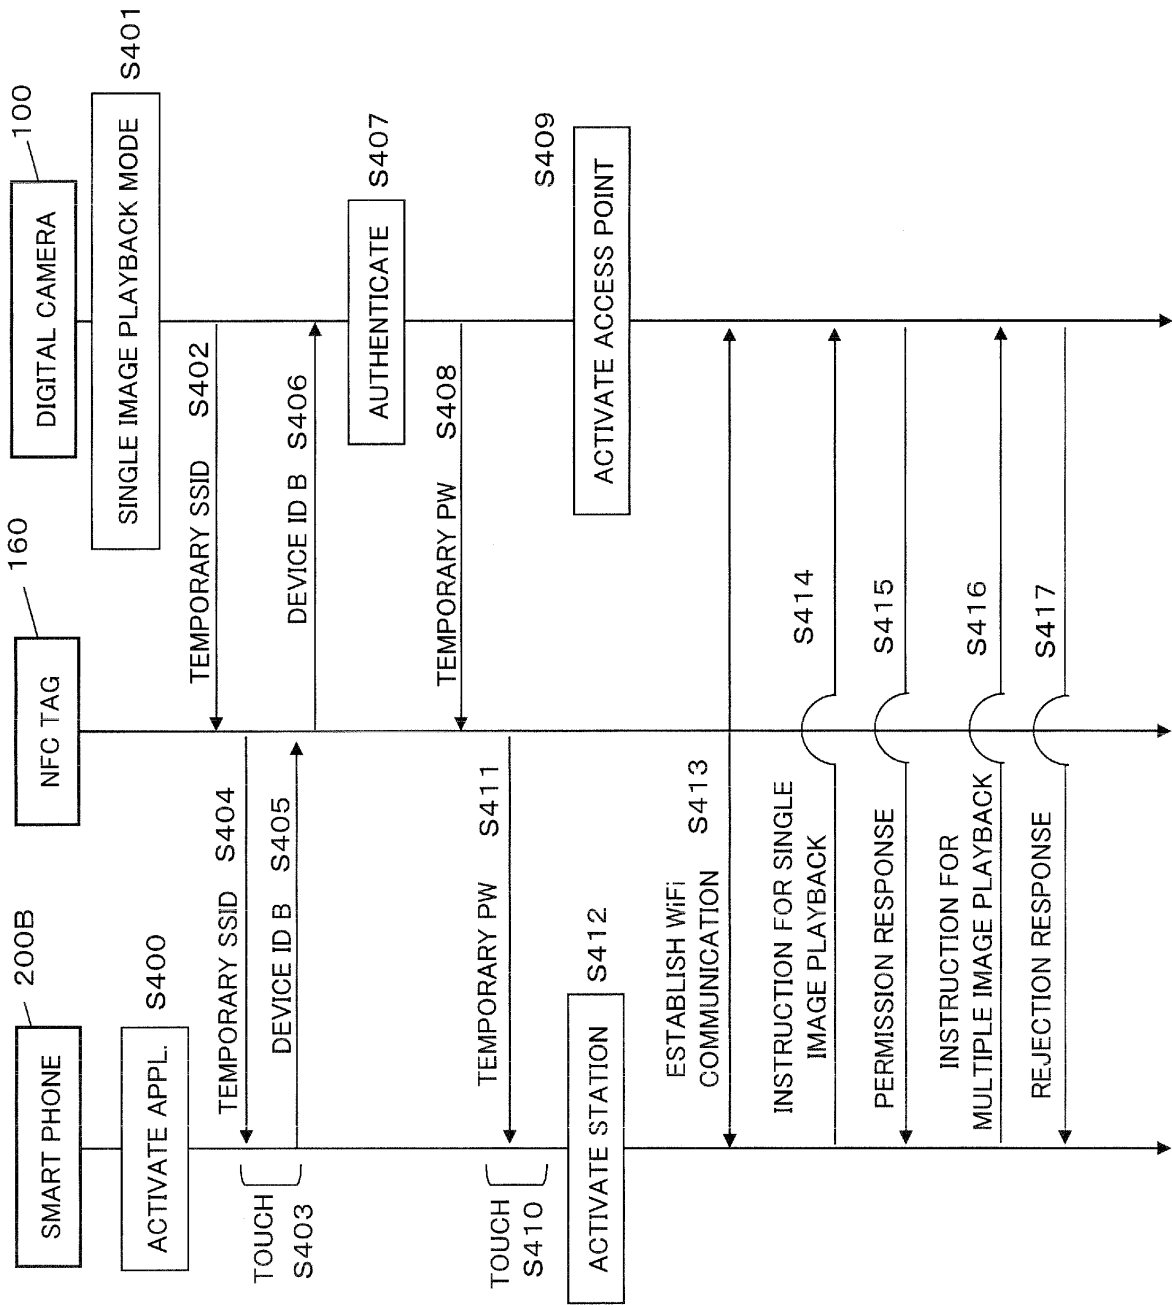 SMART PHONE
200B
NFC TAG
160
DIGITAL CAMERA
100
ACTIVATE APPL.
S400
SINGLE IMAGE PLAYBACK MODE
S401
TEMPORARY SSID S402
TOUCH
S403
TEMPORARY SSID S404
DEVICE ID B S405
DEVICE ID B S406
AUTHENTICATE
S407
TEMPORARY PW S408
ACTIVATE ACCESS POINT
S409
TOUCH
S410
TEMPORARY PW S411
ACTIVATE STATION
S412
ESTABLISH WiFi
COMMUNICATION S413
INSTRUCTION FOR SINGLE
IMAGE PLAYBACK
S414
PERMISSION RESPONSE
S415
INSTRUCTION FOR
MULTIPLE IMAGE PLAYBACK
S416
REJECTION RESPONSE
S417